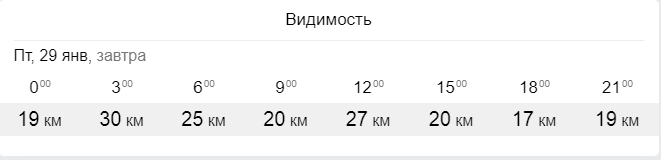 Видимость
Пт, 29 янв, завтра
0⁰⁰ 3⁰⁰ 6⁰⁰ 9⁰⁰ 12⁰⁰ 15⁰⁰ 18⁰⁰ 21⁰⁰
19 км 30 км 25 км 20 км 27 км 20 км 17 км 19 км